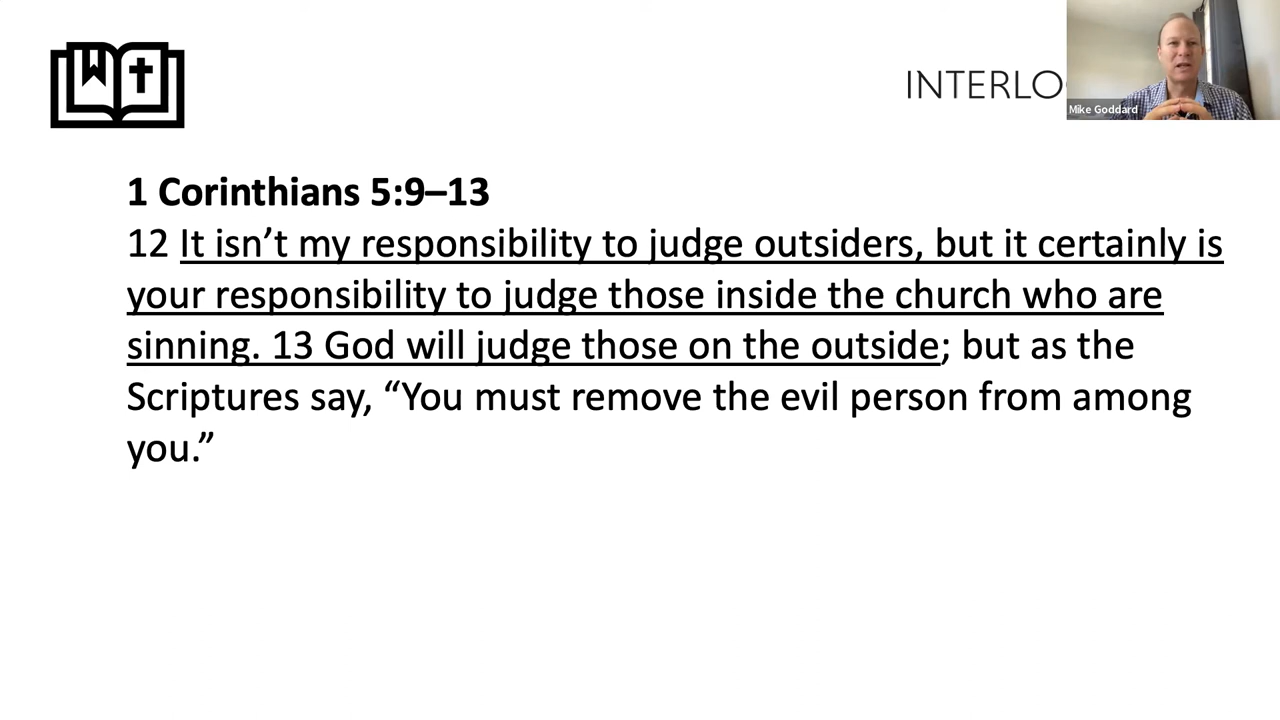 INTERLO
Mike Goddard
1 Corinthians 5:9–13
12 It isn’t my responsibility to judge outsiders, but it certainly is
your responsibility to judge those inside the church who are
sinning. 13 God will judge those on the outside; but as the
Scriptures say, “You must remove the evil person from among
you.”